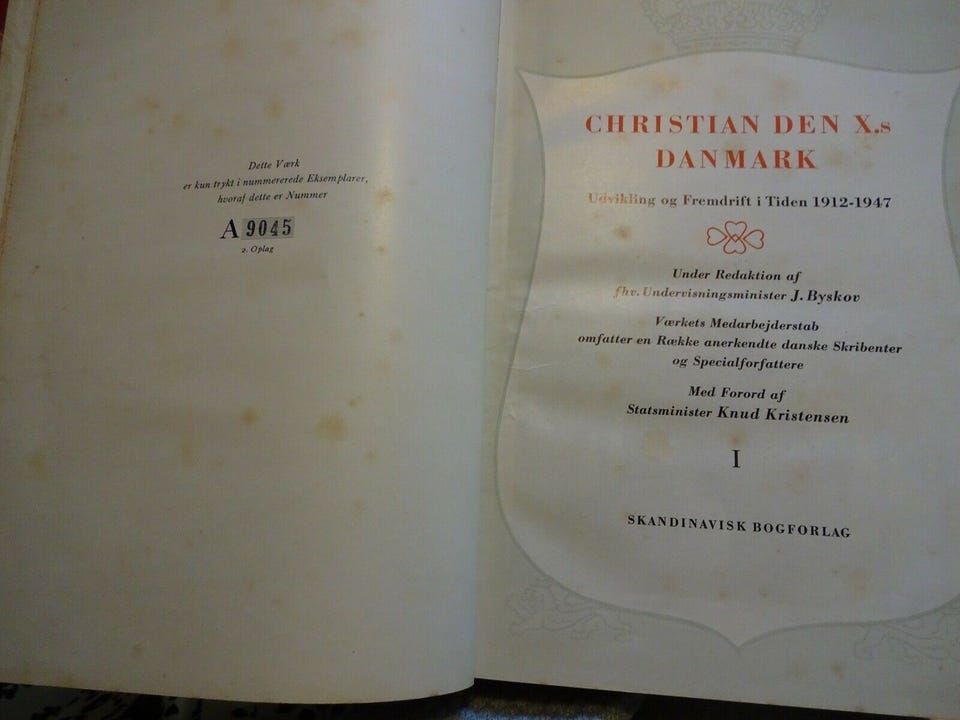 Dette Værk
er kun trykt i nummererede Eksemplarer,
hvoraf dette er Nummer
A 9045
2. Oplag
CHRISTIAN DEN X.s
DANMARK
Udvikling og Fremdrift i Tiden 1912-1947
Under Redaktion af
fhv. Undervisningsminister J. Byskov
Værkets Medarbejderstab
omfatter en Række anerkendte danske Skribenter
og Specialforfattere
Med Forord af
Statsminister Knud Kristensen
I
SKANDINAVISK BOGFORLAG